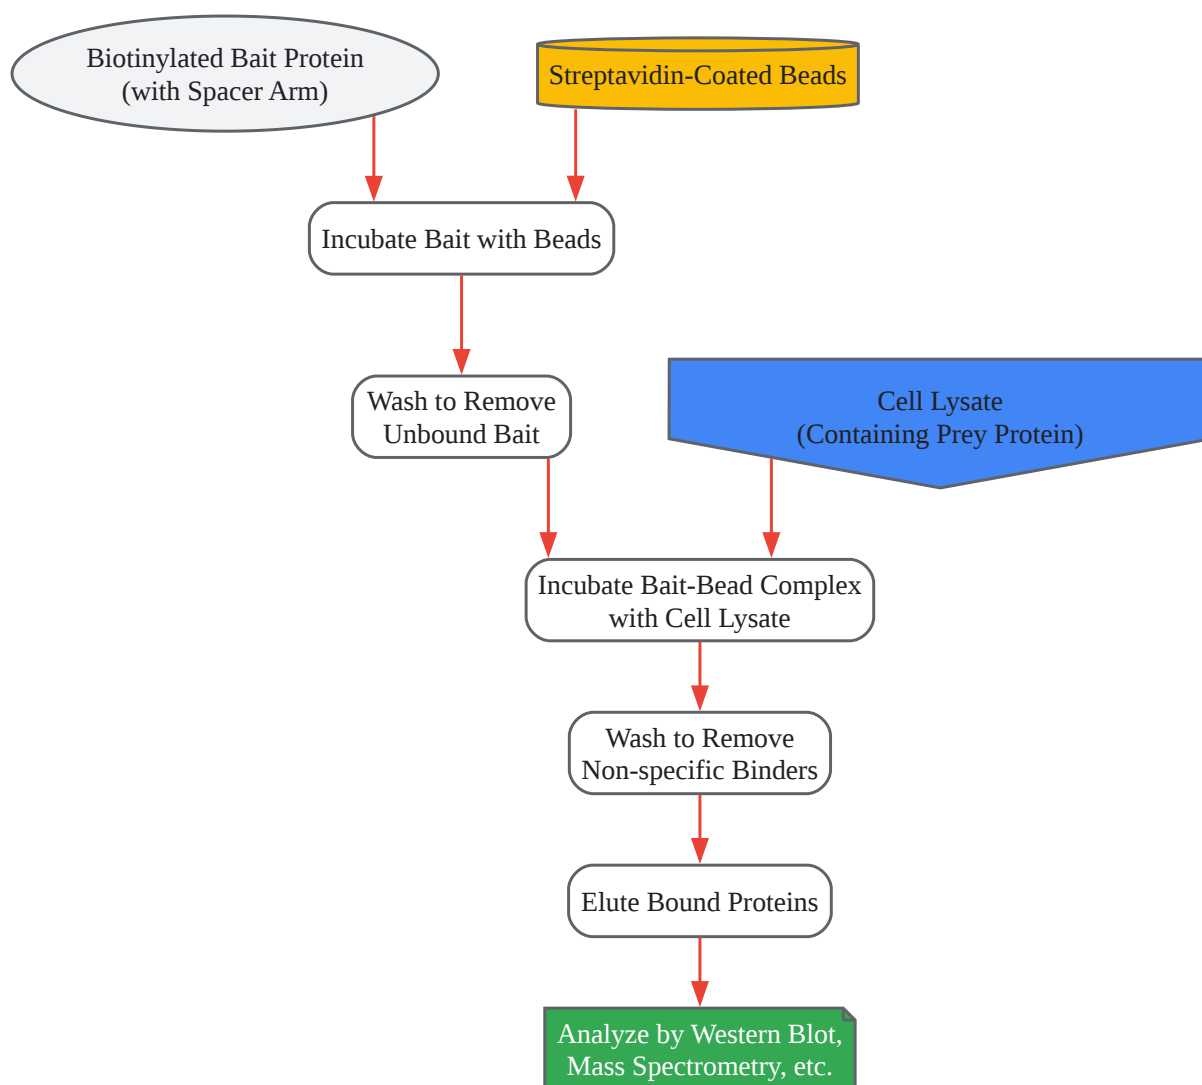 Biotinylated Bait Protein
(with Spacer Arm)
Streptavidin-Coated Beads
Incubate Bait with Beads
Wash to Remove
Unbound Bait
Cell Lysate
(Containing Prey Protein)
Incubate Bait-Bead Complex
with Cell Lysate
Wash to Remove
Non-specific Binders
Elute Bound Proteins
Analyze by Western Blot,
Mass Spectrometry, etc.